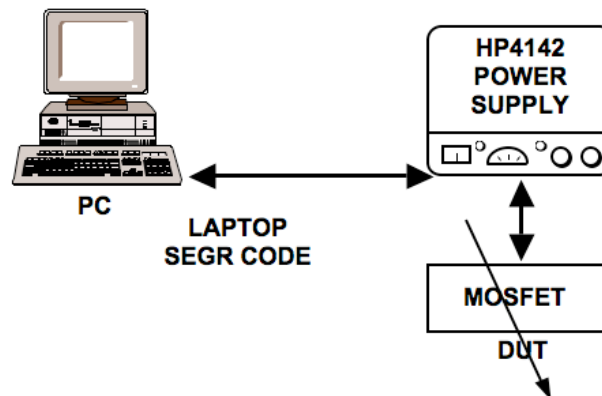 HP4142
POWER
SUPPLY
PC
LAPTOP
SEGR CODE
MOSFET
DUT